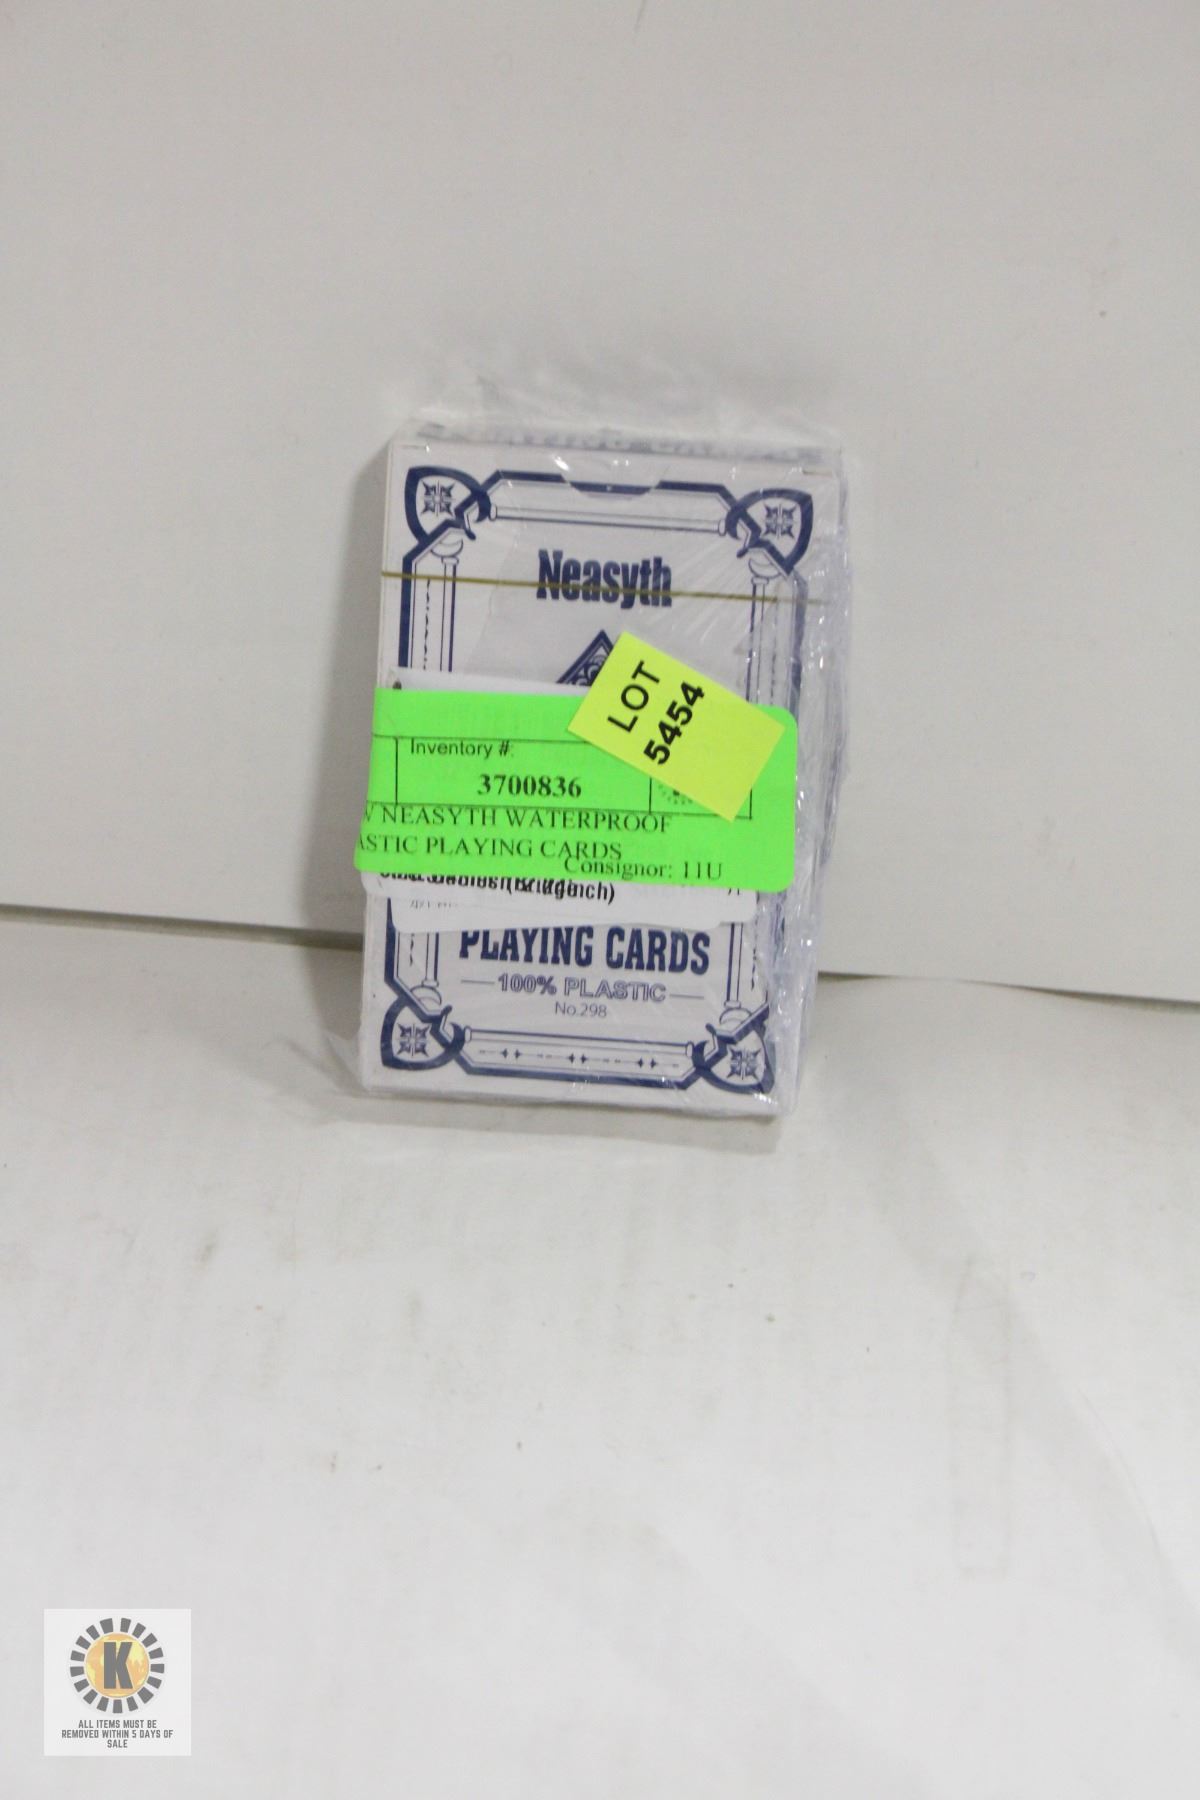 Neasyth
LOT
5454
Inventory #:
3700836
NEASYTH WATERPROOF
ASTIC PLAYING CARDS
Consignor: 11U
PLAYING CARDS
100% PLASTIC
No.298
K
ALL ITEMS MUST BE
REMOVED WITHIN 5 DAYS OF
SALE